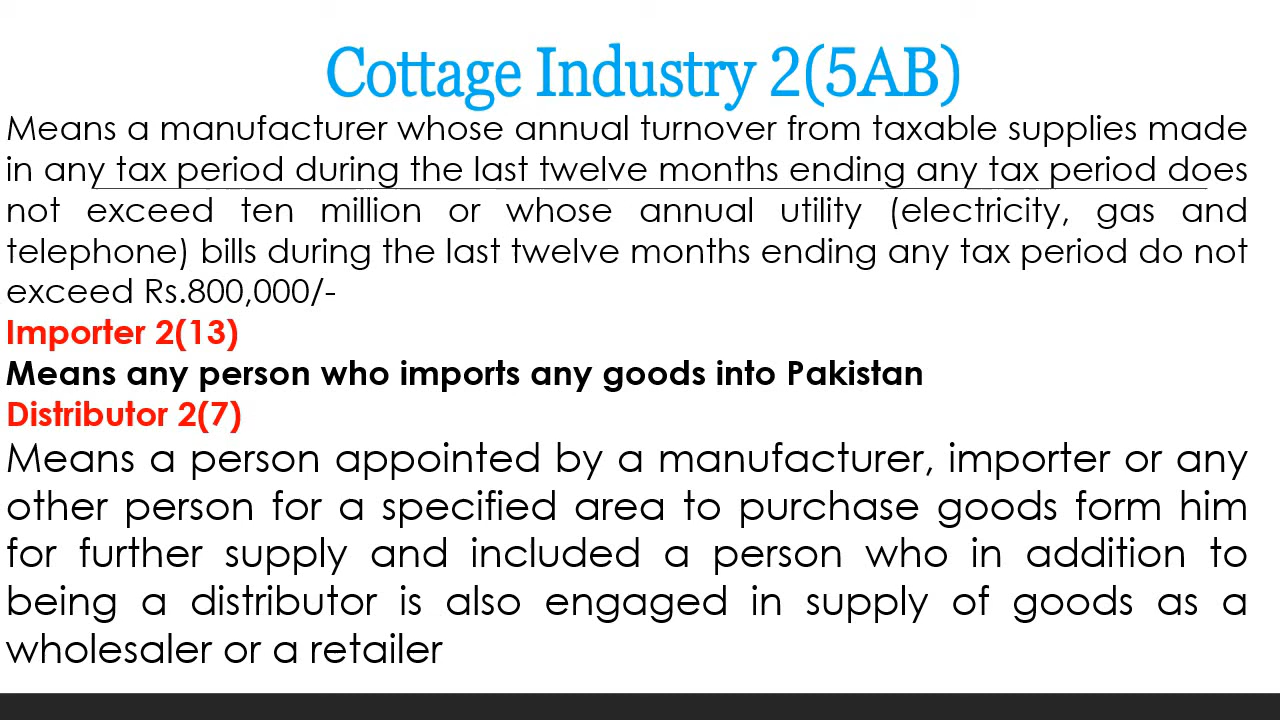 Cottage Industry 2(5AB)
Means a manufacturer whose annual turnover from taxable supplies made
in any tax period during the last twelve months ending any tax period does
not exceed ten million or whose annual utility (electricity, gas and
telephone) bills during the last twelve months ending any tax period do not
exceed Rs.800,000/-
Importer 2(13)
Means any person who imports any goods into Pakistan
Distributor 2(7)
Means a person appointed by a manufacturer, importer or any
other person for a specified area to purchase goods form him
for further supply and included a person who in addition to
being a distributor is also engaged in supply of goods as a
wholesaler or a retailer